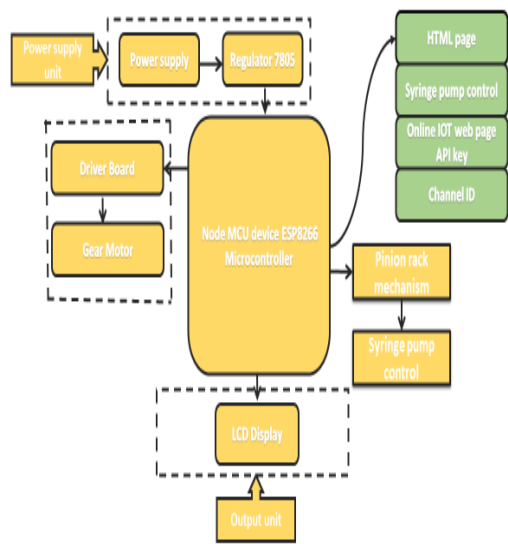 Power supply
unit
Power supply
Regulator 7805
HTML page
Syringe pump control
Online IOT web page
API key
Channel ID
Driver Board
Gear Motor
Node MCU device ESP8266
Microcontroller
Pinion rack
mechanism
Syringe pump
control
LCD Display
Output unit